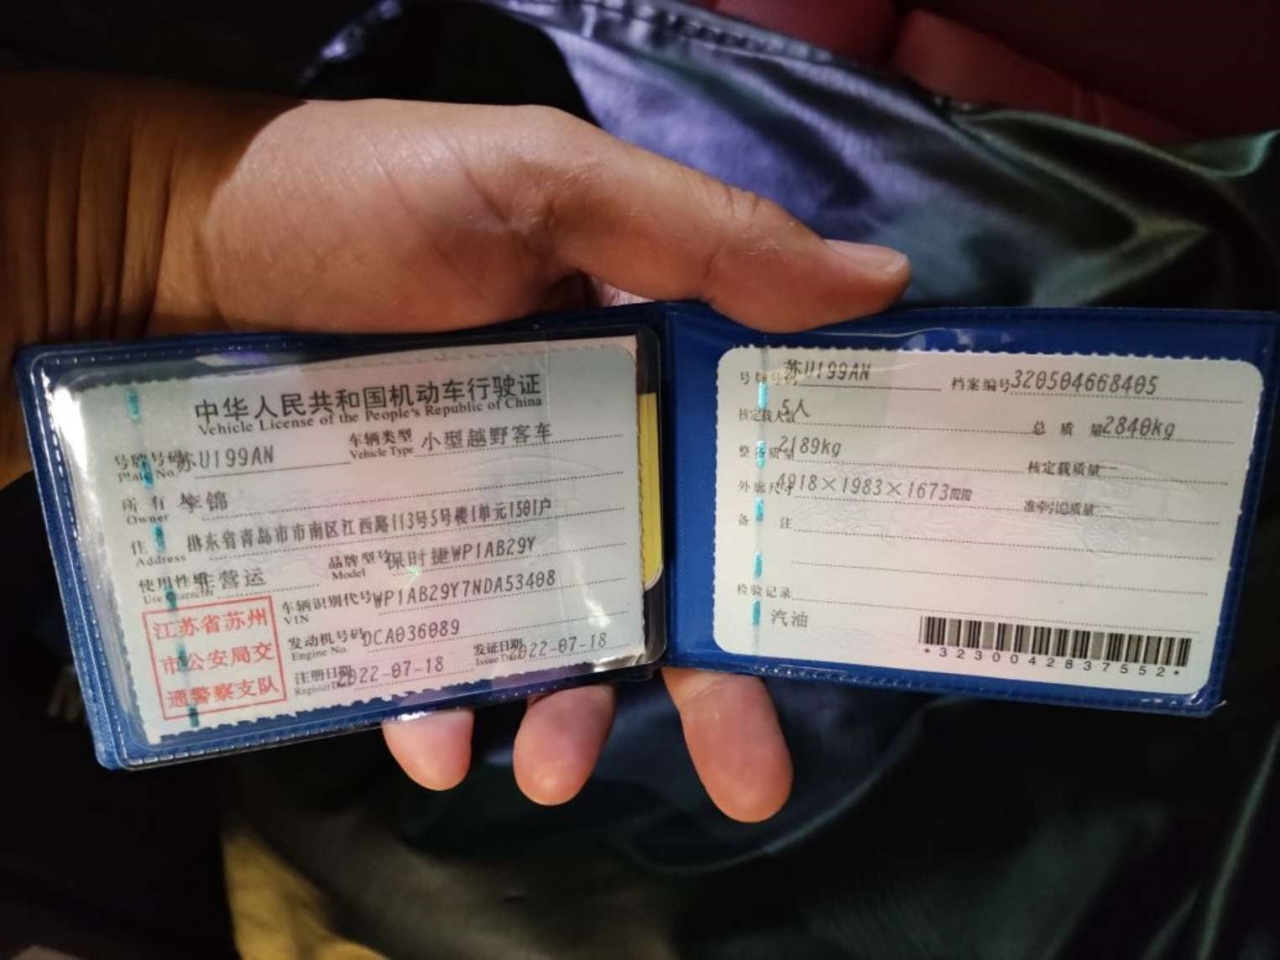 中华人民共和国机动车行驶证
Vehicle License of the People's Republic of China
号牌号码 苏U199AN 车辆类型 小型越野客车
Plate No. Vehicle Type
所有 李锦
Owner
住 山东省青岛市市南区江西路113号5号楼1单元1501户
Address
使用性质 非营运 品牌型号 保时捷WP1AB29Y
Use Character Model
江苏省苏州
市公安局交
通警察支队
车辆识别代号 WP1AB29Y7NDA53408
VIN
发动机号码 DCA036089
Engine No.
注册日期 2022-07-18 发证日期 2022-07-18
Register Date Issue Date
号牌号码 苏U199AN 档案编号 320504668405
核定载人数 5人 总质量 2840kg
整备质量 2189kg 核定载质量 --
外廓尺寸 4918×1983×1673mm 准牵引总质量 --
备注
检验记录
汽油
*3230042837552*